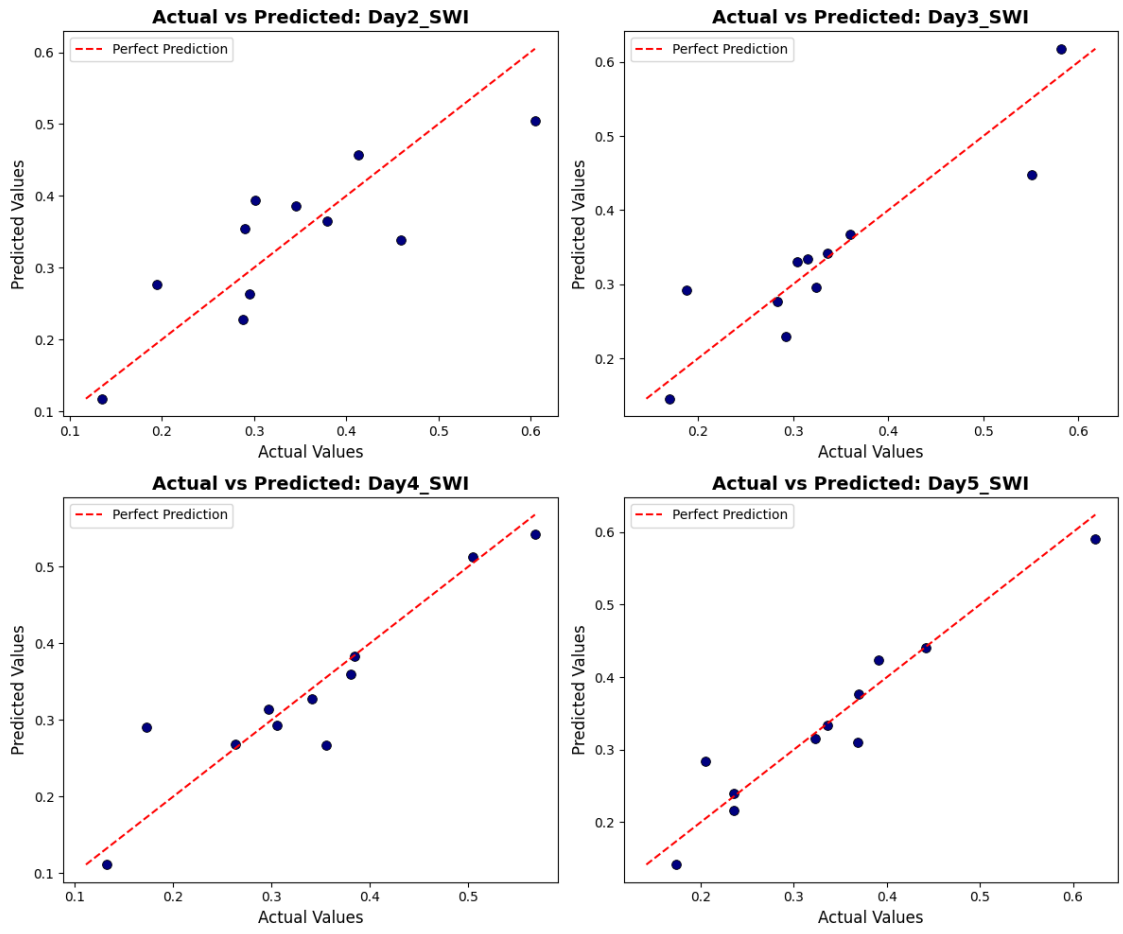 Actual vs Predicted: Day2_SWI
Perfect Prediction
Predicted Values
0.6
0.5
0.4
0.3
0.2
0.1
0.1 0.2 0.3 0.4 0.5 0.6
Actual Values
Actual vs Predicted: Day3_SWI
Perfect Prediction
Predicted Values
0.6
0.5
0.4
0.3
0.2
0.2 0.3 0.4 0.5 0.6
Actual Values
Actual vs Predicted: Day4_SWI
Perfect Prediction
Predicted Values
0.5
0.4
0.3
0.2
0.1
0.1 0.2 0.3 0.4 0.5
Actual Values
Actual vs Predicted: Day5_SWI
Perfect Prediction
Predicted Values
0.6
0.5
0.4
0.3
0.2
0.2 0.3 0.4 0.5 0.6
Actual Values